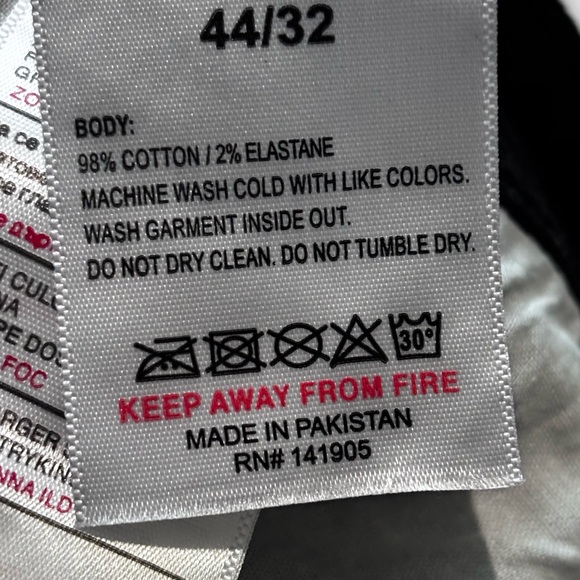 44/32
BODY:
98% COTTON / 2% ELASTANE
MACHINE WASH COLD WITH LIKE COLORS.
WASH GARMENT INSIDE OUT.
DO NOT DRY CLEAN. DO NOT TUMBLE DRY.
30°
KEEP AWAY FROM FIRE
MADE IN PAKISTAN
RN# 141905
FOC